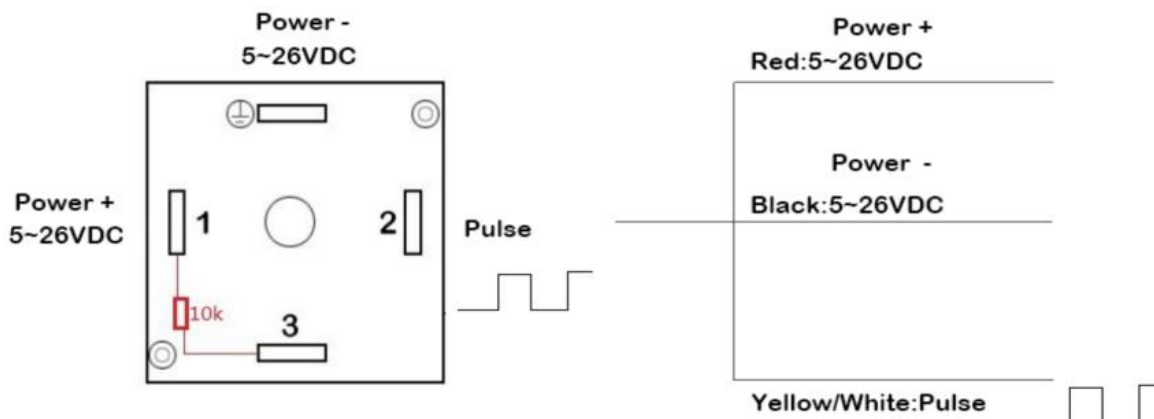 Power -
5~26VDC
Power +
5~26VDC
1
2
3
10k
Pulse
Power +
Red:5~26VDC
Power -
Black:5~26VDC
Yellow/White:Pulse